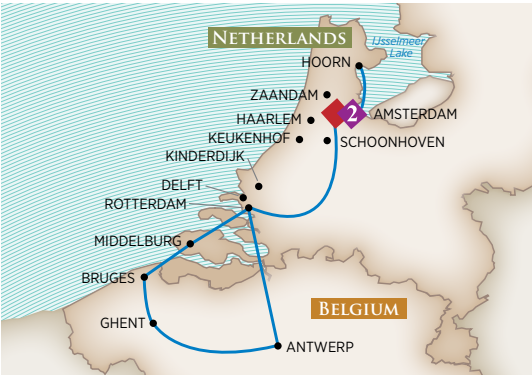 NETHERLANDS
IJsselmeer
Lake
HOORN
ZAANDAM
2
AMSTERDAM
HAARLEM
KEUKENHOF
SCHOONHOVEN
KINDERDIJK
DELFT
ROTTERDAM
MIDDELBURG
BRUGES
BELGIUM
GHENT
ANTWERP